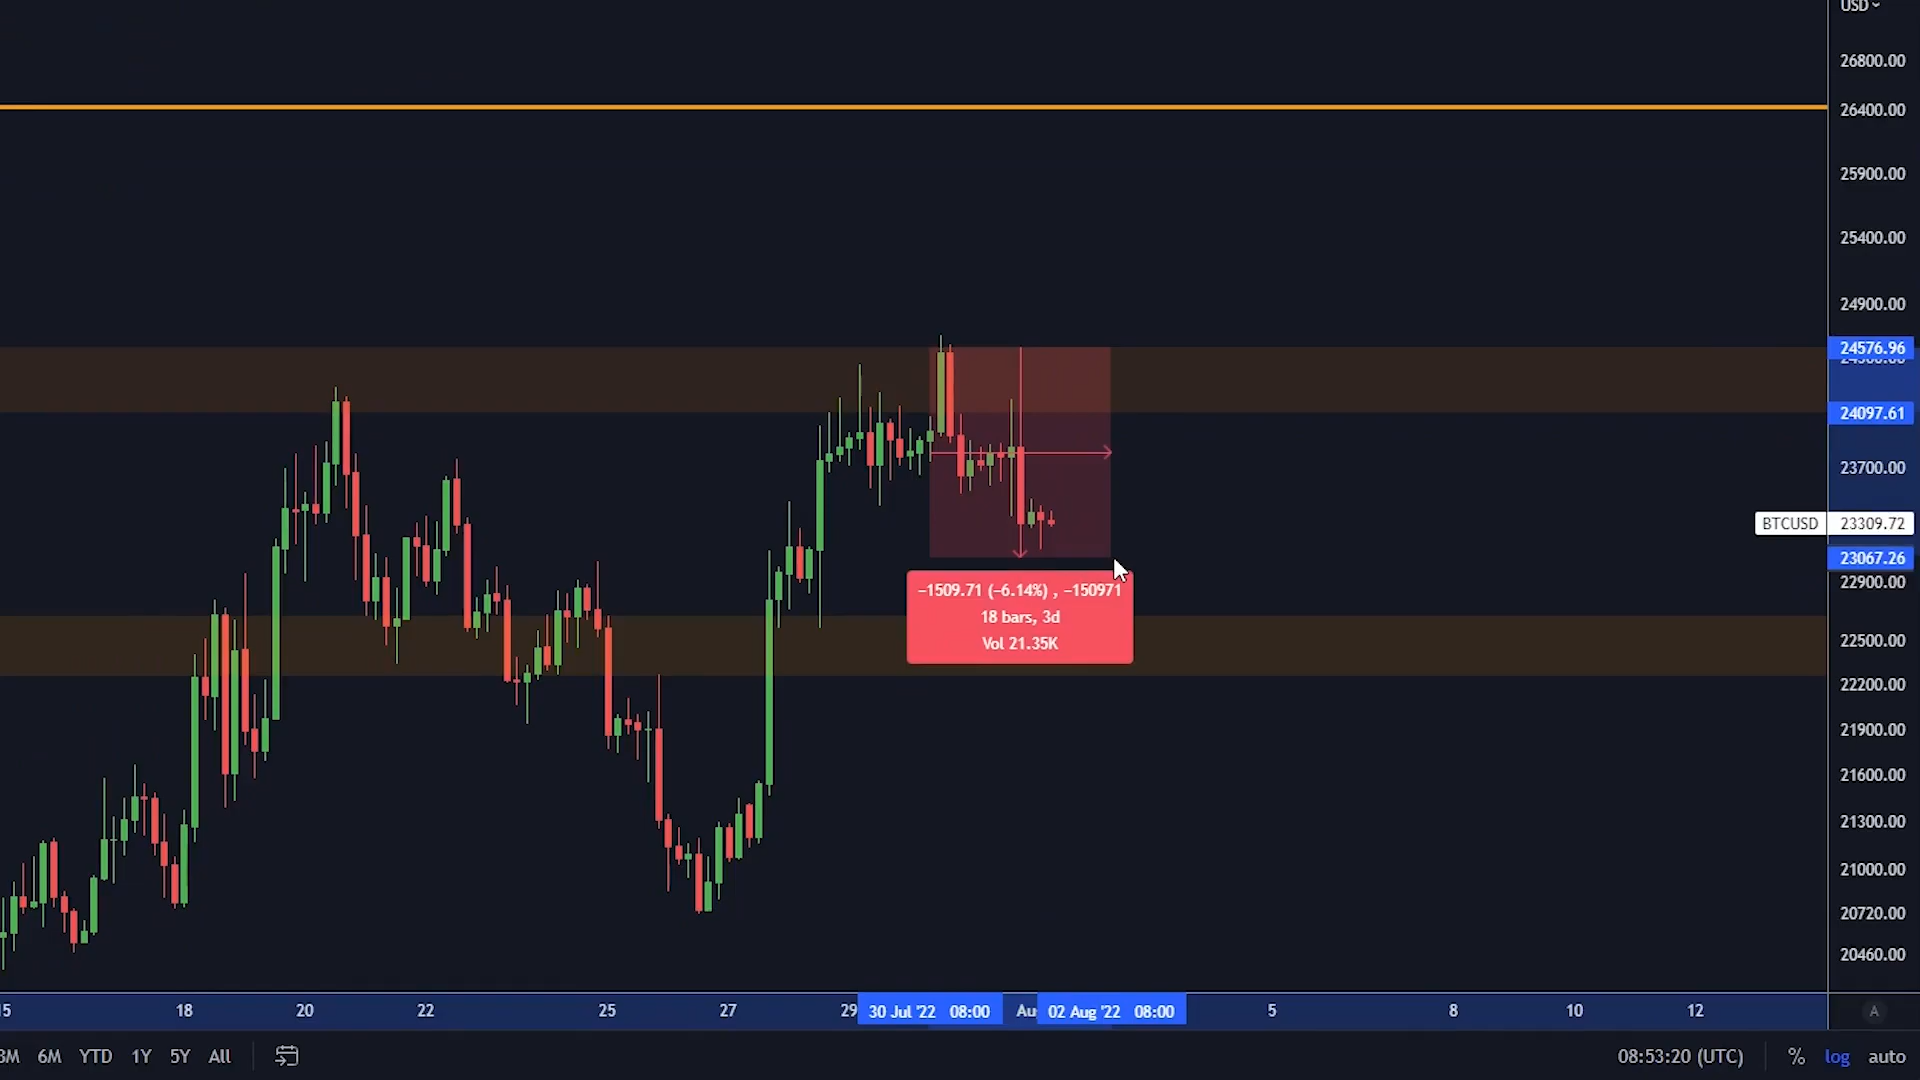 USD
26800.00
26400.00
25900.00
25400.00
24900.00
24576.96
24097.61
23700.00
BTCUSD 23309.72
23067.26
22900.00
−1509.71 (−6.14%) , −150971
18 bars, 3d
Vol 21.35K
22500.00
22200.00
21900.00
21600.00
21300.00
21000.00
20720.00
20460.00
15 18 20 22 25 27 29 30 Jul '22 08:00 Au 02 Aug '22 08:00 5 8 10 12 A
3M 6M YTD 1Y 5Y All 08:53:20 (UTC) % log auto